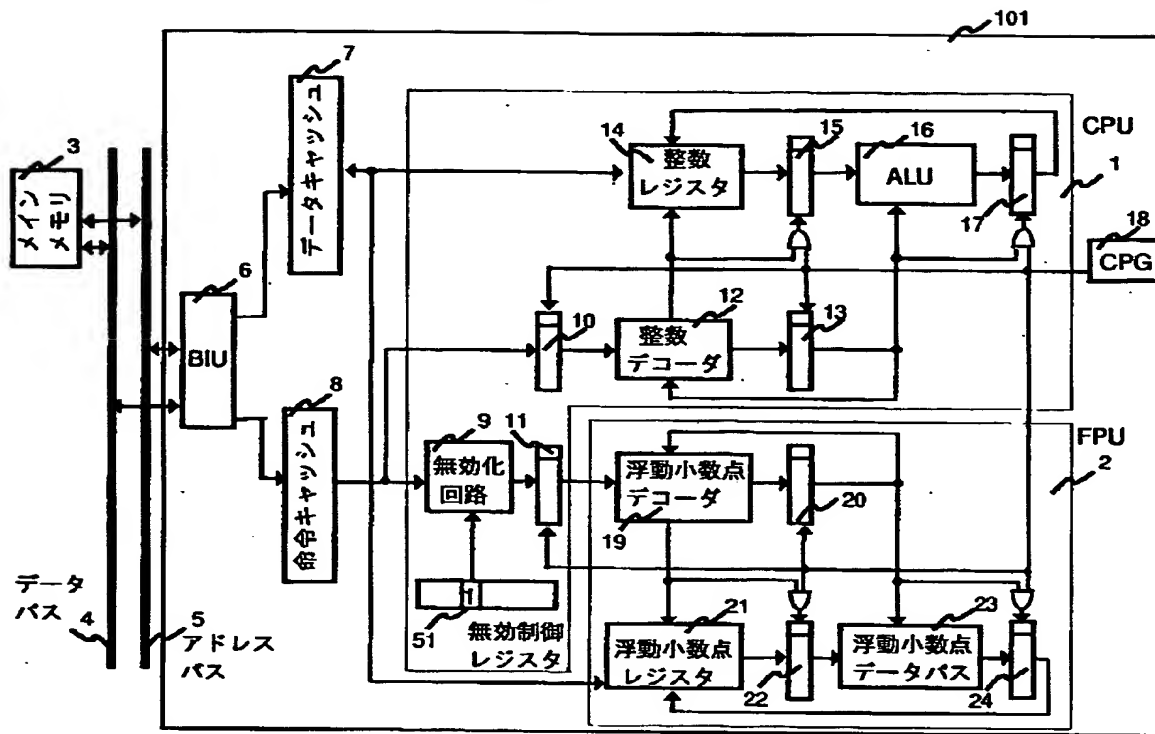 101
7
データキャッシュ
3
メインメモリ
6
BIU
8
命令キャッシュ
データ
バス
4
5
アドレス
バス
14
整数
レジスタ
15
16
ALU
17
CPU
1
18
CPG
10
12
整数
デコーダ
13
9
無効化
回路
11
51
無効制御
レジスタ
FPU
2
浮動小数点
デコーダ
19
20
21
浮動小数点
レジスタ
22
23
浮動小数点
データパス
24